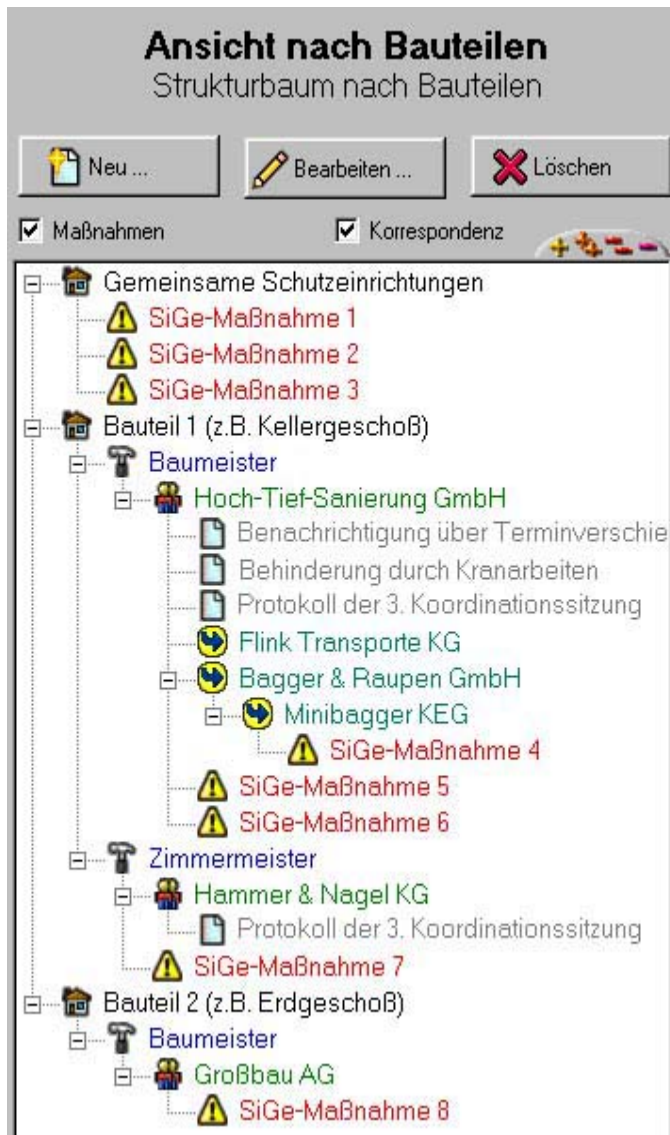 Ansicht nach Bauteilen
Strukturbaum nach Bauteilen
Neu ... Bearbeiten ... Löschen
Maßnahmen Korrespondenz
Gemeinsame Schutzeinrichtungen
SiGe-Maßnahme 1
SiGe-Maßnahme 2
SiGe-Maßnahme 3
Bauteil 1 (z.B. Kellergeschoß)
Baumeister
Hoch-Tief-Sanierung GmbH
Benachrichtigung über Terminverschie
Behinderung durch Kranarbeiten
Protokoll der 3. Koordinationssitzung
Flink Transporte KG
Bagger & Raupen GmbH
Minibagger KEG
SiGe-Maßnahme 4
SiGe-Maßnahme 5
SiGe-Maßnahme 6
Zimmermeister
Hammer & Nagel KG
Protokoll der 3. Koordinationssitzung
SiGe-Maßnahme 7
Bauteil 2 (z.B. Erdgeschoß)
Baumeister
Großbau AG
SiGe-Maßnahme 8